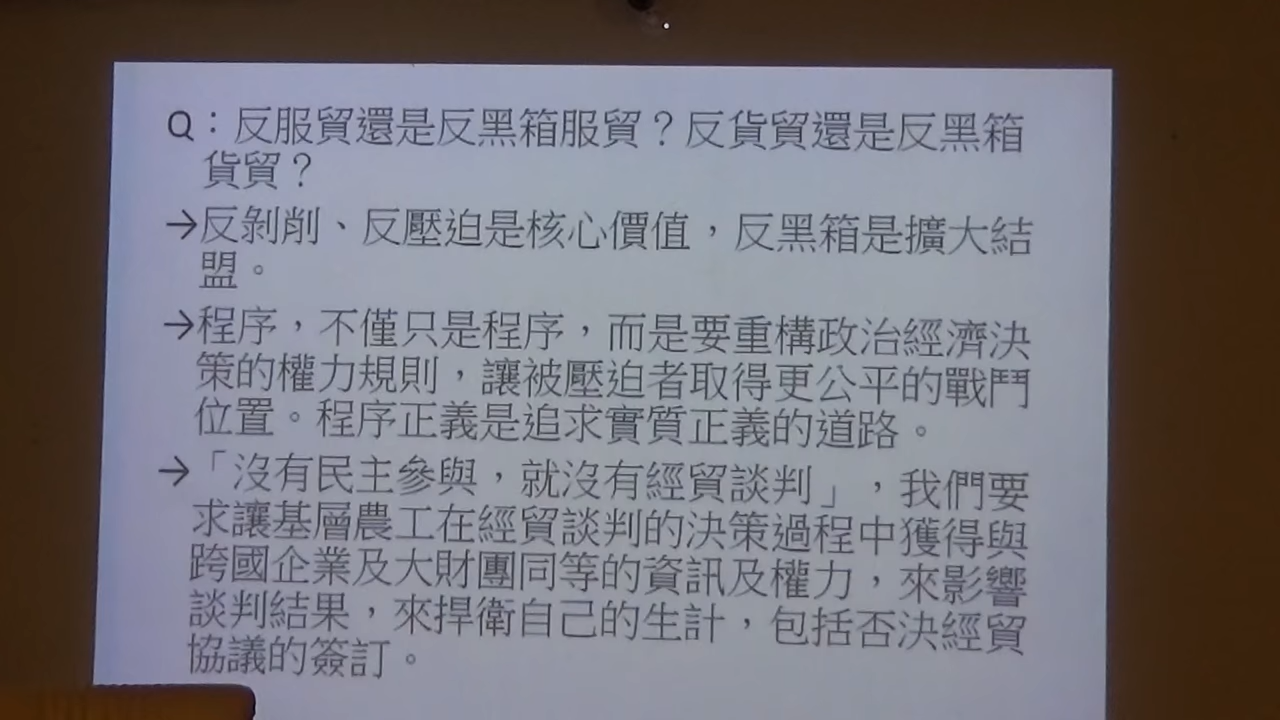 Q：反服貿還是反黑箱服貿？反貨貿還是反黑箱
貨貿？
→反剝削、反壓迫是核心價值，反黑箱是擴大結
盟。
→程序，不僅只是程序，而是要重構政治經濟決
策的權力規則，讓被壓迫者取得更公平的戰鬥
位置。程序正義是追求實質正義的道路。
→「沒有民主參與，就沒有經貿談判」，我們要
求讓基層農工在經貿談判的決策過程中獲得與
跨國企業及大財團同等的資訊及權力，來影響
談判結果，來捍衛自己的生計，包括否決經貿
協議的簽訂。